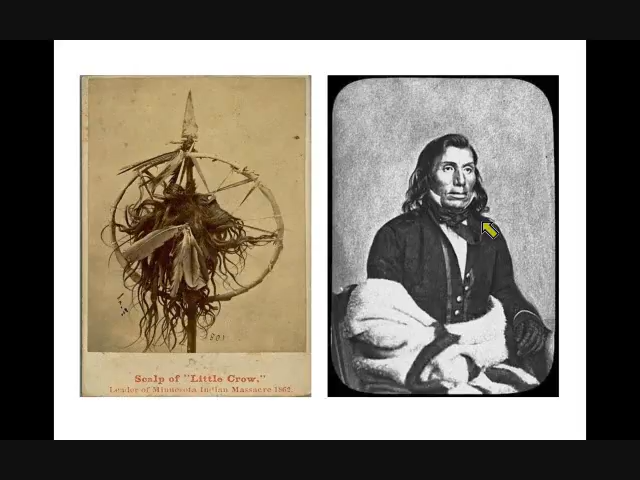 Scalp of "Little Crow,"
Leader of Minnesota Indian Massacre 1862.